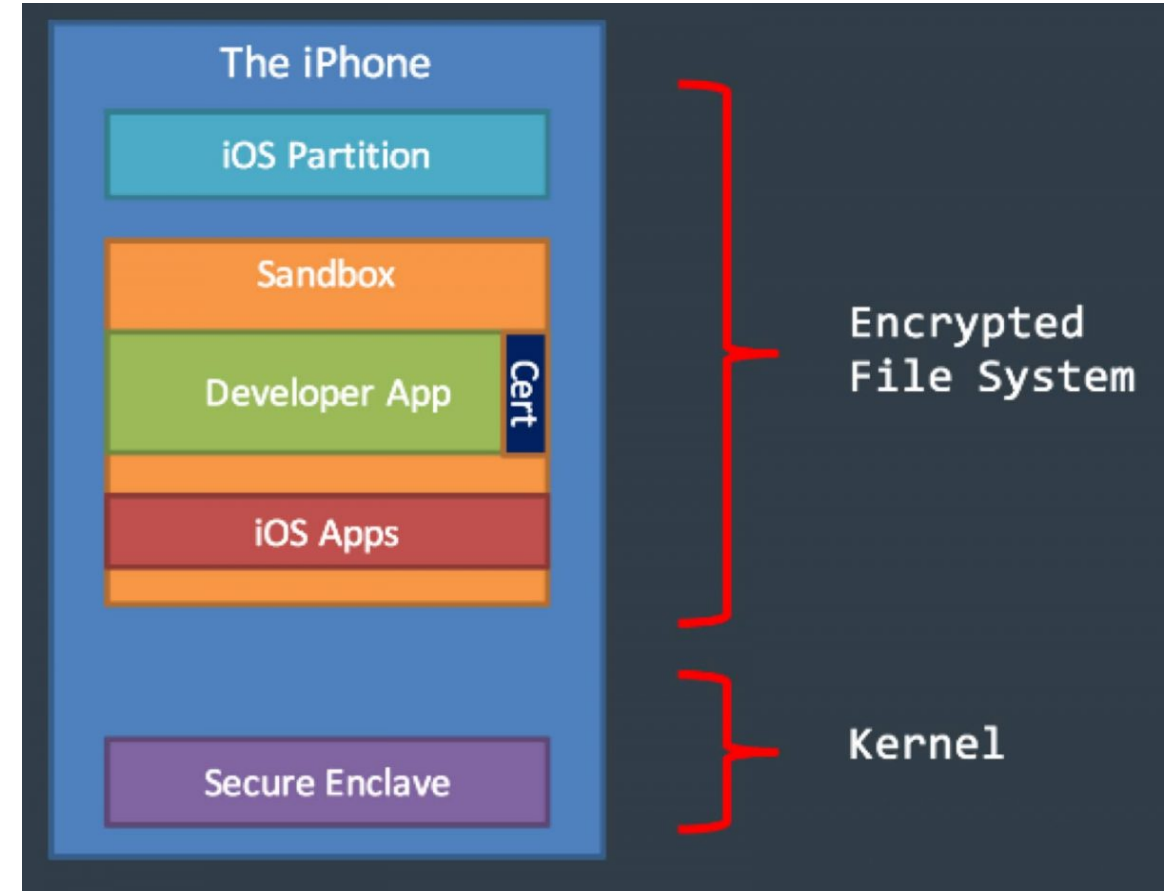 The iPhone
iOS Partition
Sandbox
Developer App
Cert
iOS Apps
Encrypted
File System
Secure Enclave
Kernel